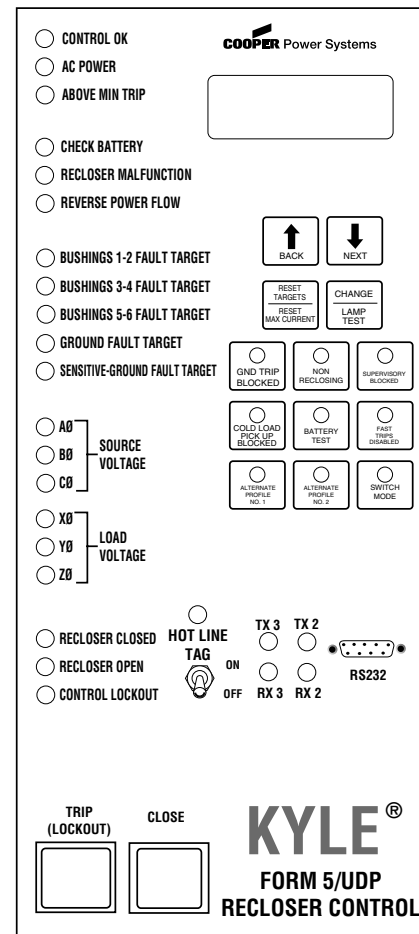 CONTROL OK
AC POWER
ABOVE MIN TRIP
COOPER Power Systems
CHECK BATTERY
RECLOSER MALFUNCTION
REVERSE POWER FLOW
BACK
NEXT
BUSHINGS 1-2 FAULT TARGET
BUSHINGS 3-4 FAULT TARGET
BUSHINGS 5-6 FAULT TARGET
GROUND FAULT TARGET
SENSITIVE-GROUND FAULT TARGET
RESET
TARGETS
RESET
MAX CURRENT
CHANGE
LAMP
TEST
GND TRIP
BLOCKED
NON
RECLOSING
SUPERVISORY
BLOCKED
COLD LOAD
PICK UP
BLOCKED
BATTERY
TEST
FAST
TRIPS
DISABLED
ALTERNATE
PROFILE
NO. 1
ALTERNATE
PROFILE
NO. 2
SWITCH
MODE
AØ
BØ
CØ
SOURCE
VOLTAGE
XØ
YØ
ZØ
LOAD
VOLTAGE
RECLOSER CLOSED
RECLOSER OPEN
CONTROL LOCKOUT
HOT LINE
TAG
ON
OFF
TX 3
TX 2
RX 3
RX 2
RS232
TRIP
(LOCKOUT)
CLOSE
KYLE®
FORM 5/UDP
RECLOSER CONTROL